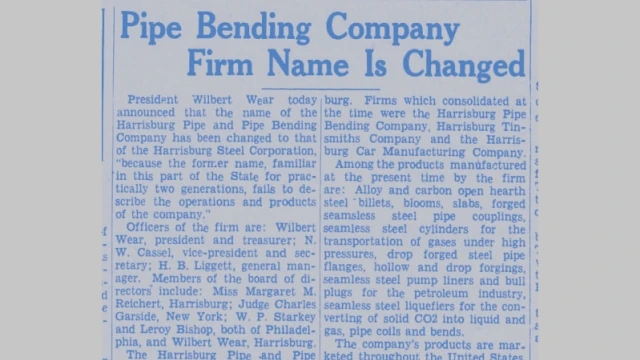 Pipe Bending Company
Firm Name Is Changed
President Wilbert Wear today
announced that the name of the
Harrisburg Pipe and Pipe Bending
Company has been changed to that
of the Harrisburg Steel Corporation,
"because the former name, familiar
in this part of the State for prac-
tically two generations, fails to de-
scribe the operations and products
of the company."
Officers of the firm are: Wilbert
Wear, president and treasurer; N.
W. Cassel, vice-president and sec-
retary; H. B. Liggett, general man-
ager. Members of the board of di-
rectors include: Miss Margaret M.
Reichert, Harrisburg; Judge Charles
Garside, New York; W. P. Starkey
and Leroy Bishop, both of Philadel-
phia, and Wilbert Wear, Harrisburg.
The Harrisburg Pipe and Pipe
burg. Firms which consolidated at
the time were the Harrisburg Pipe
Bending Company, Harrisburg Tin-
smiths Company and the Harris-
burg Car Manufacturing Company.
Among the products manufactured
at the present time by the firm
are: Alloy and carbon open hearth
steel billets, blooms, slabs, forged
seamsless steel pipe couplings,
seamless steel cylinders for the
transportation of gases under high
pressures, drop forged steel pipe
flanges, hollow and drop forgings,
seamless steel pump liners and bull
plugs for the petroleum industry,
seamless steel liquefiers for the con-
verting of solid CO2 into liquid and
gas, pipe coils and bends.
The company's products are mar-
keted throughout the United States